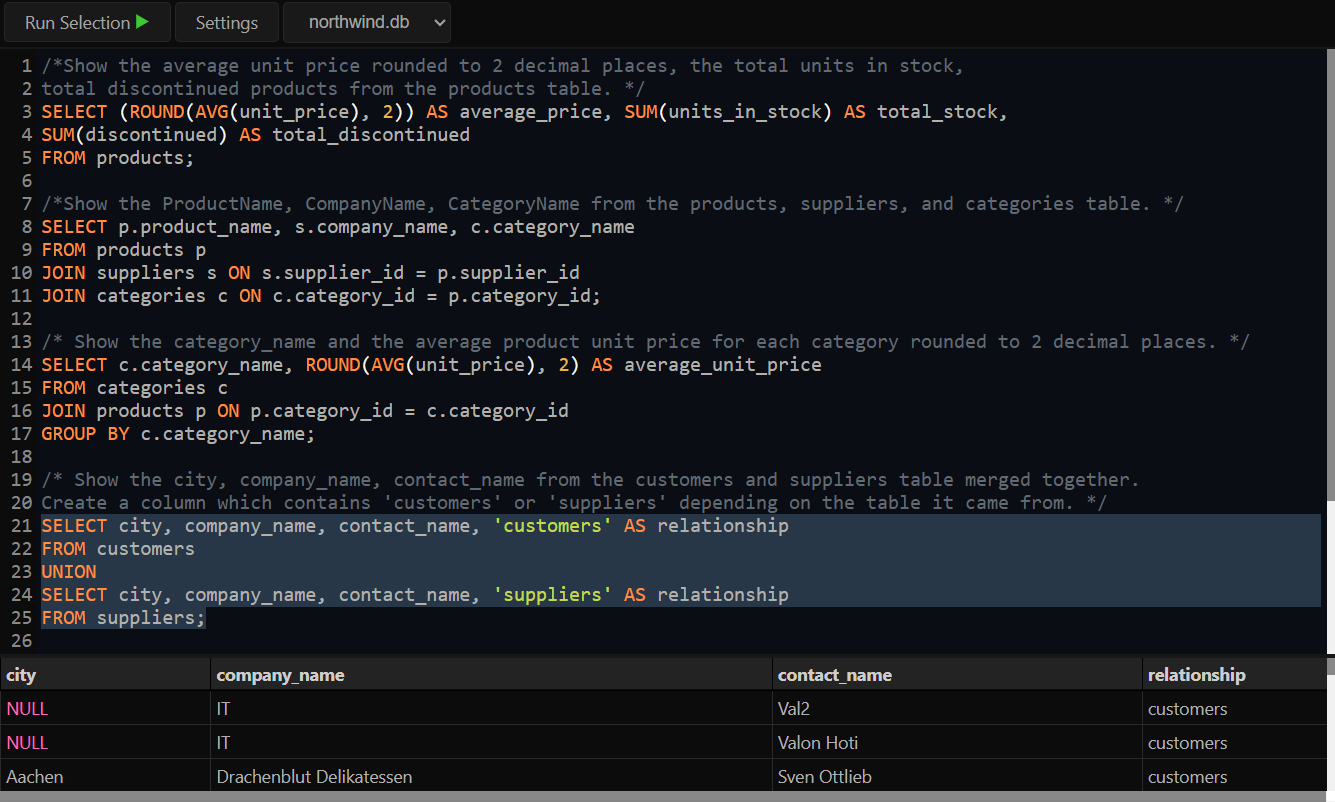 Run Selection Settings northwind.db
1 /*Show the average unit price rounded to 2 decimal places, the total units in stock,
2 total discontinued products from the products table. */
3 SELECT (ROUND(AVG(unit_price), 2)) AS average_price, SUM(units_in_stock) AS total_stock,
4 SUM(discontinued) AS total_discontinued
5 FROM products;
6
7 /*Show the ProductName, CompanyName, CategoryName from the products, suppliers, and categories table. */
8 SELECT p.product_name, s.company_name, c.category_name
9 FROM products p
10 JOIN suppliers s ON s.supplier_id = p.supplier_id
11 JOIN categories c ON c.category_id = p.category_id;
12
13 /* Show the category_name and the average product unit price for each category rounded to 2 decimal places. */
14 SELECT c.category_name, ROUND(AVG(unit_price), 2) AS average_unit_price
15 FROM categories c
16 JOIN products p ON p.category_id = c.category_id
17 GROUP BY c.category_name;
18
19 /* Show the city, company_name, contact_name from the customers and suppliers table merged together.
20 Create a column which contains 'customers' or 'suppliers' depending on the table it came from. */
21 SELECT city, company_name, contact_name, 'customers' AS relationship
22 FROM customers
23 UNION
24 SELECT city, company_name, contact_name, 'suppliers' AS relationship
25 FROM suppliers;
26
city company_name contact_name relationship
NULL IT Val2 customers
NULL IT Valon Hoti customers
Aachen Drachenblut Delikatessen Sven Ottlieb customers